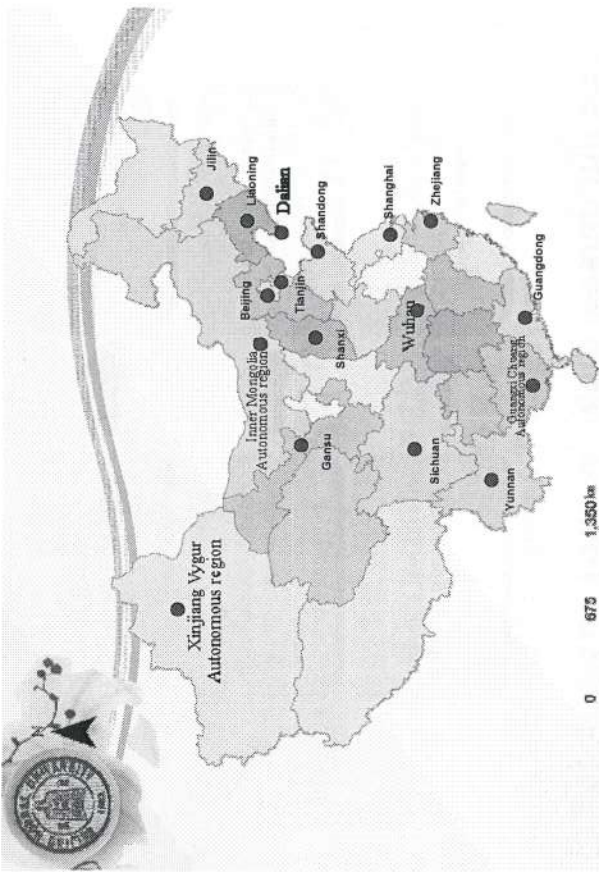 N
Jilin
Liaoning
Dalian
Beijing
Tianjin
Shandong
Inner Mongolia
Autonomous region
Shanxi
Xinjiang Vygur
Autonomous region
Gansu
Shanghai
Wuhan
Zhejiang
Sichuan
Yunnan
Guangxi Chuang
Autonomous region
Guangdong
0 675 1,350 km